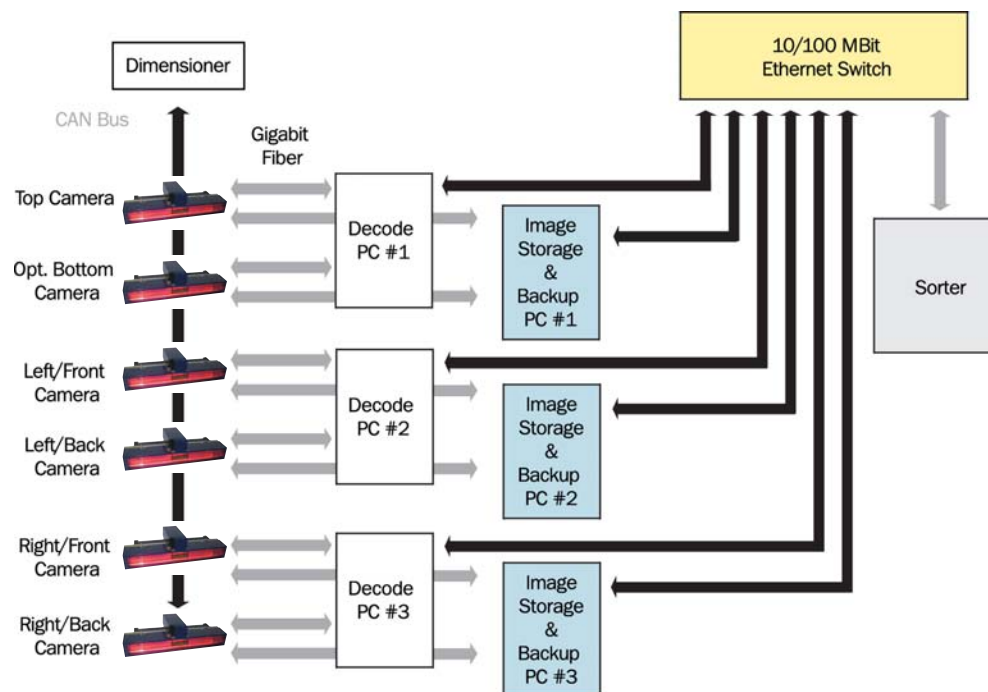 10/100 MBit
Ethernet Switch
Dimensioner
CAN Bus
Gigabit
Fiber
Top Camera
Decode
PC #1
Image
Storage
&
Backup
PC #1
Opt. Bottom
Camera
Sorter
Left/Front
Camera
Decode
PC #2
Image
Storage
&
Backup
PC #2
Left/Back
Camera
Right/Front
Camera
Decode
PC #3
Image
Storage
&
Backup
PC #3
Right/Back
Camera